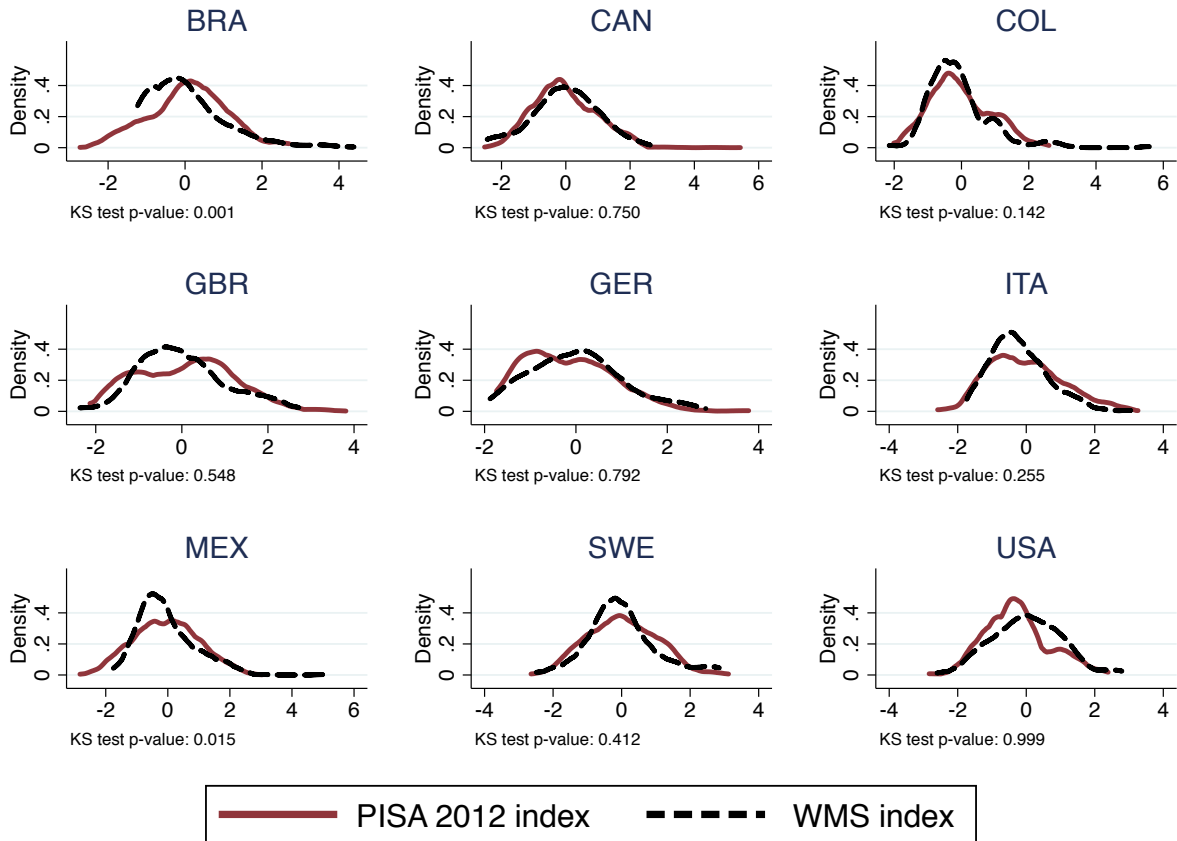 BRA CAN COL
Density 0 .2 .4
-2 0 2 4
KS test p-value: 0.001
Density 0 .2 .4
-2 0 2 4 6
KS test p-value: 0.750
Density 0 .2 .4
-2 0 2 4 6
KS test p-value: 0.142
GBR GER ITA
Density 0 .2 .4
-2 0 2 4
KS test p-value: 0.548
Density 0 .2 .4
-2 0 2 4
KS test p-value: 0.792
Density 0 .2 .4
-4 -2 0 2 4
KS test p-value: 0.255
MEX SWE USA
Density 0 .2 .4
-2 0 2 4 6
KS test p-value: 0.015
Density 0 .2 .4
-4 -2 0 2 4
KS test p-value: 0.412
Density 0 .2 .4
-4 -2 0 2 4
KS test p-value: 0.999
PISA 2012 index WMS index